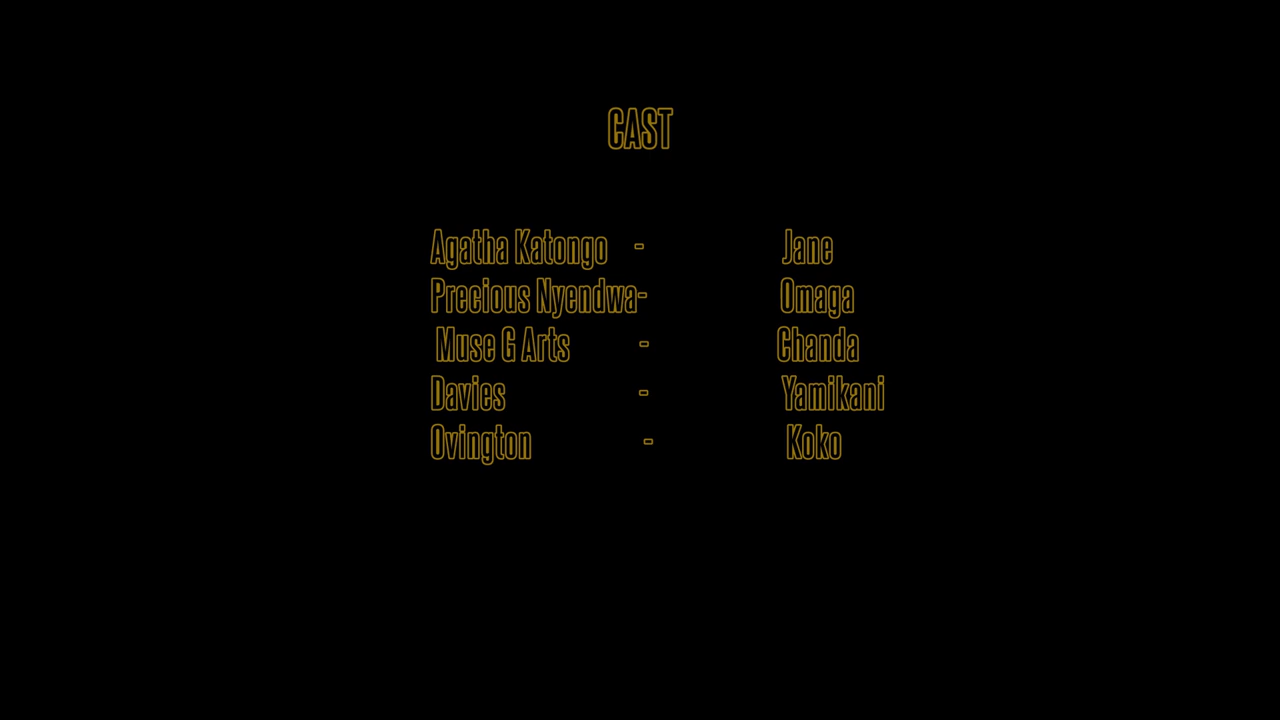 CAST
Agatha Katongo - Jane
Precious Nyendwa- Omaga
Muse G Arts - Chanda
Davies - Yamikani
Ovington - Koko